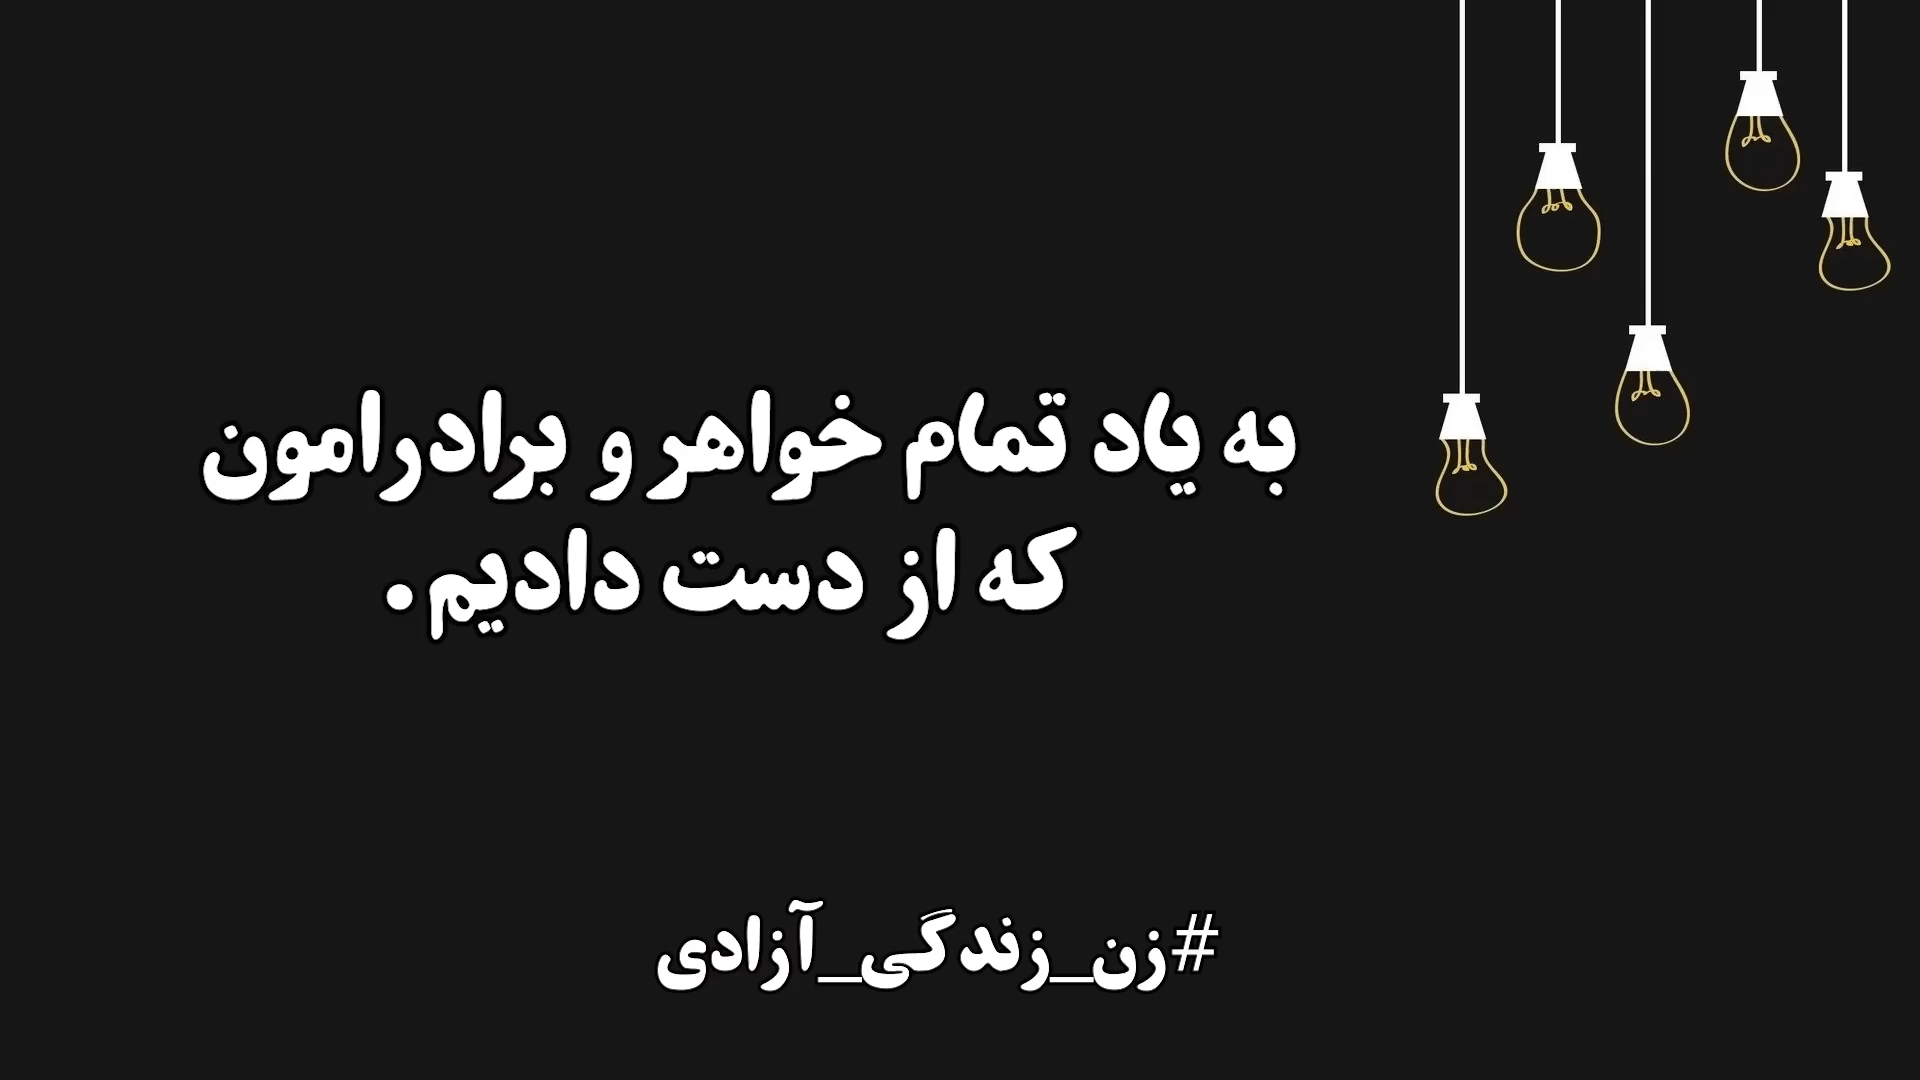 به یاد تمام خواهر و برادرامون
که از دست دادیم.
#زن_زندگی_آزادی